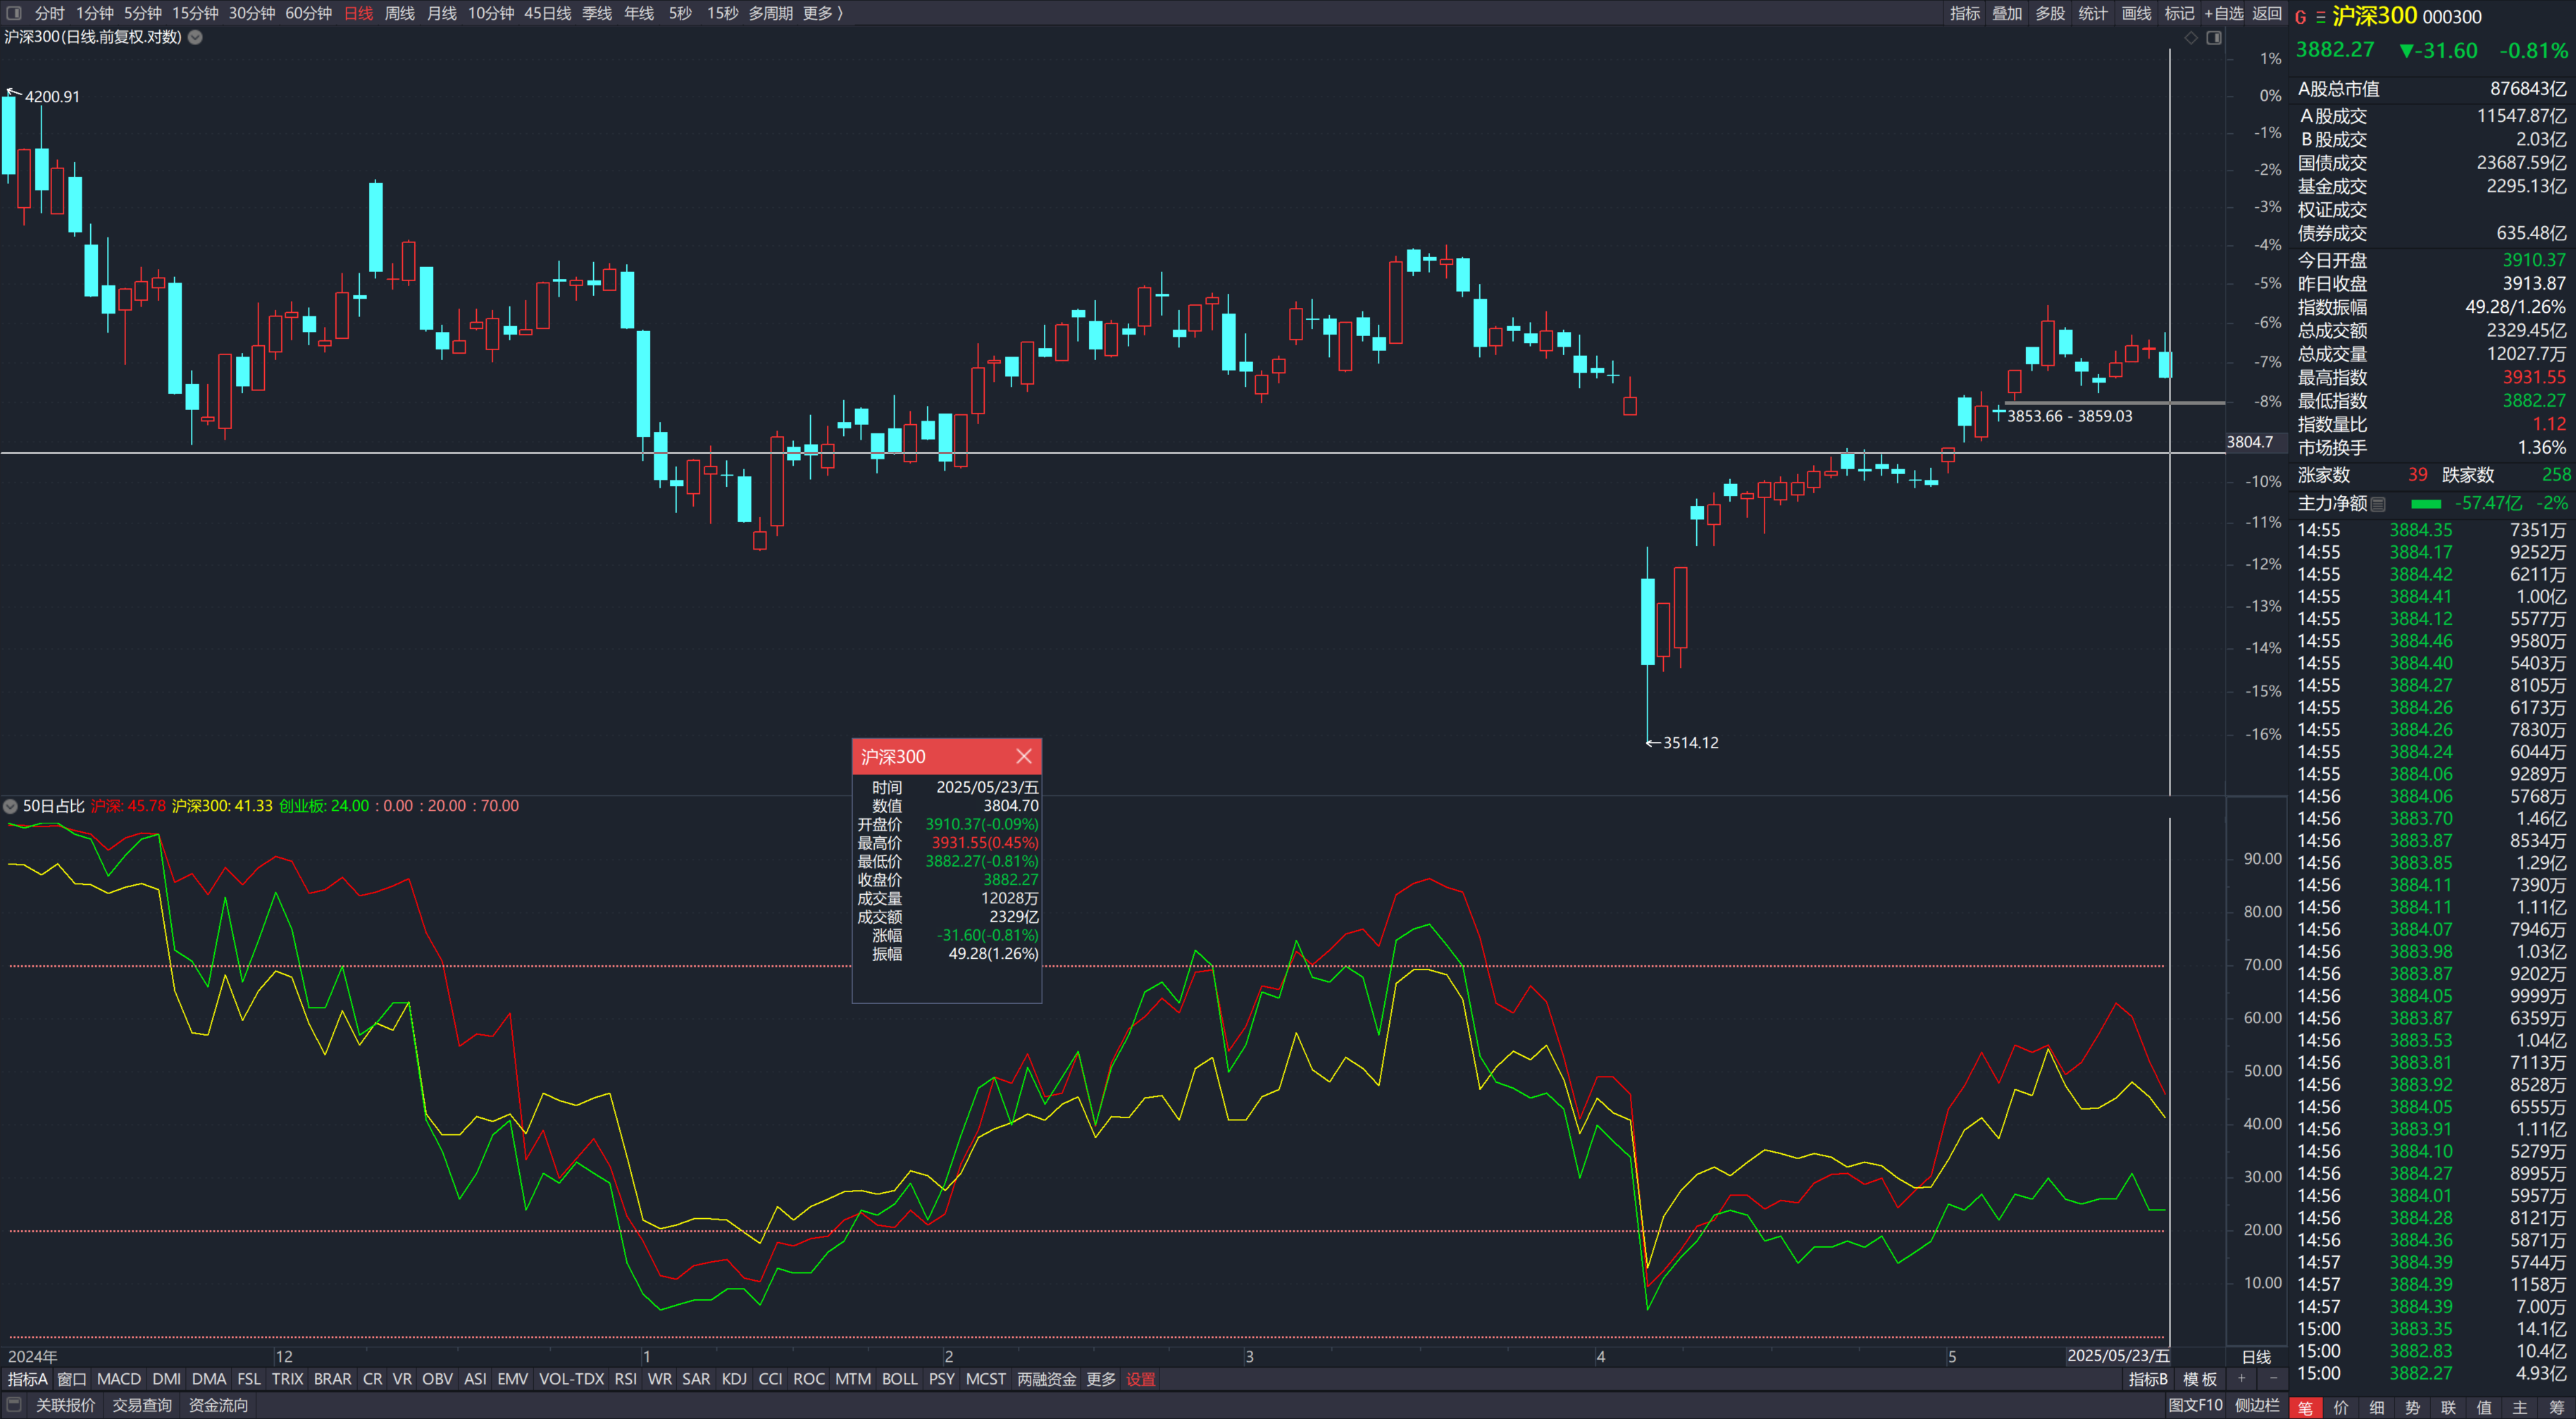 分时 1分钟 5分钟 15分钟 30分钟 60分钟 日线 周线 月线 10分钟 45日线 季线 年线 5秒 15秒 多周期 更多 〉 指标 叠加 多股 统计 画线 标记 +自选 返回
沪深300(日线.前复权.对数)
4200.91
3853.66 - 3859.03
3514.12
1%
0%
-1%
-2%
-3%
-4%
-5%
-6%
-7%
-8%
3804.7
-10%
-11%
-12%
-13%
-14%
-15%
-16%
沪深300
时间 2025/05/23/五
数值 3804.70
开盘价 3910.37(-0.09%)
最高价 3931.55(0.45%)
最低价 3882.27(-0.81%)
收盘价 3882.27
成交量 12028万
成交额 2329亿
涨幅 -31.60(-0.81%)
振幅 49.28(1.26%)
50日占比 沪深: 45.78 沪深300: 41.33 创业板: 24.00 : 0.00 : 20.00 : 70.00
90.00
80.00
70.00
60.00
50.00
40.00
30.00
20.00
10.00
2024年 12 1 2 3 4 5 2025/05/23/五 日线
指标A 窗口 MACD DMI DMA FSL TRIX BRAR CR VR OBV ASI EMV VOL-TDX RSI WR SAR KDJ CCI ROC MTM BOLL PSY MCST 两融资金 更多 设置 指标B 模板 + -
关联报价 交易查询 资金流向 图文F10 侧边栏
G 沪深300 000300
3882.27 ▼-31.60 -0.81%
A股总市值 876843亿
A股成交 11547.87亿
B股成交 2.03亿
国债成交 23687.59亿
基金成交 2295.13亿
权证成交
债券成交 635.48亿
今日开盘 3910.37
昨日收盘 3913.87
指数振幅 49.28/1.26%
总成交额 2329.45亿
总成交量 12027.7万
最高指数 3931.55
最低指数 3882.27
指数量比 1.12
市场换手 1.36%
涨家数 39 跌家数 258
主力净额 -57.47亿 -2%
14:55 3884.35 7351万
14:55 3884.17 9252万
14:55 3884.42 6211万
14:55 3884.41 1.00亿
14:55 3884.12 5577万
14:55 3884.46 9580万
14:55 3884.40 5403万
14:55 3884.27 8105万
14:55 3884.26 6173万
14:55 3884.26 7830万
14:55 3884.24 6044万
14:55 3884.06 9289万
14:56 3884.06 5768万
14:56 3883.70 1.46亿
14:56 3883.87 8534万
14:56 3883.85 1.29亿
14:56 3884.11 7390万
14:56 3884.11 1.11亿
14:56 3884.07 7946万
14:56 3883.98 1.03亿
14:56 3883.87 9202万
14:56 3884.05 9999万
14:56 3883.87 6359万
14:56 3883.53 1.04亿
14:56 3883.81 7113万
14:56 3883.92 8528万
14:56 3884.05 6555万
14:56 3883.91 1.11亿
14:56 3884.10 5279万
14:56 3884.27 8995万
14:56 3884.01 5957万
14:56 3884.28 8121万
14:56 3884.36 5871万
14:57 3884.39 5744万
14:57 3884.39 1158万
14:57 3884.39 7.00万
15:00 3883.35 14.1亿
15:00 3882.83 10.4亿
15:00 3882.27 4.93亿
笔 价 细 势 联 值 主 筹